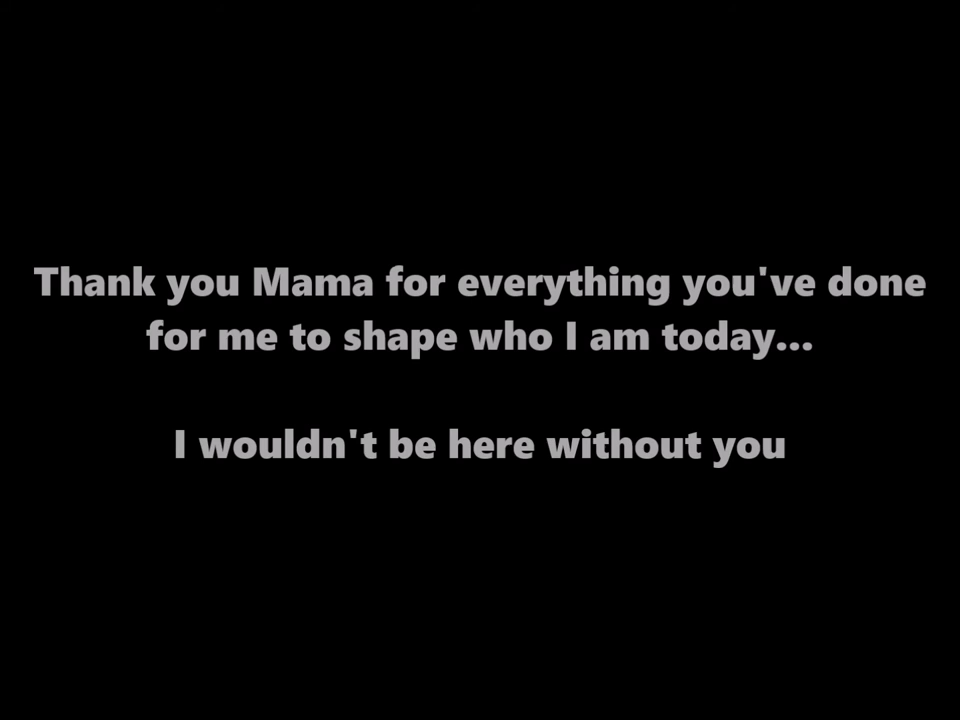 Thank you Mama for everything you've done
for me to shape who I am today...
I wouldn't be here without you